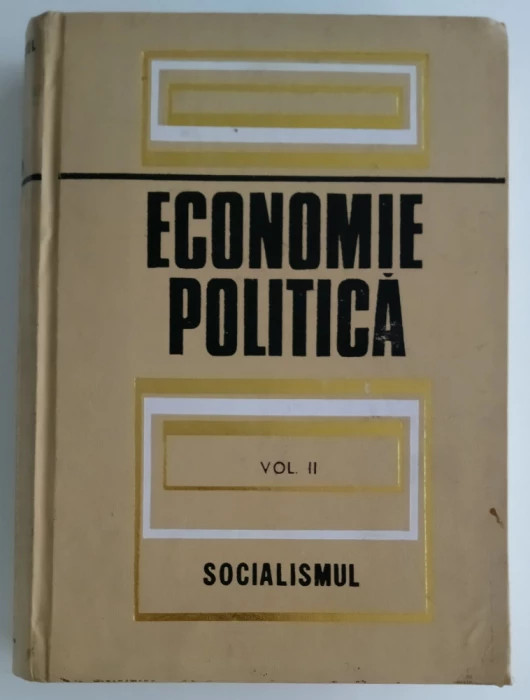 ECONOMIE
POLITICĂ
VOL. II
SOCIALISMUL